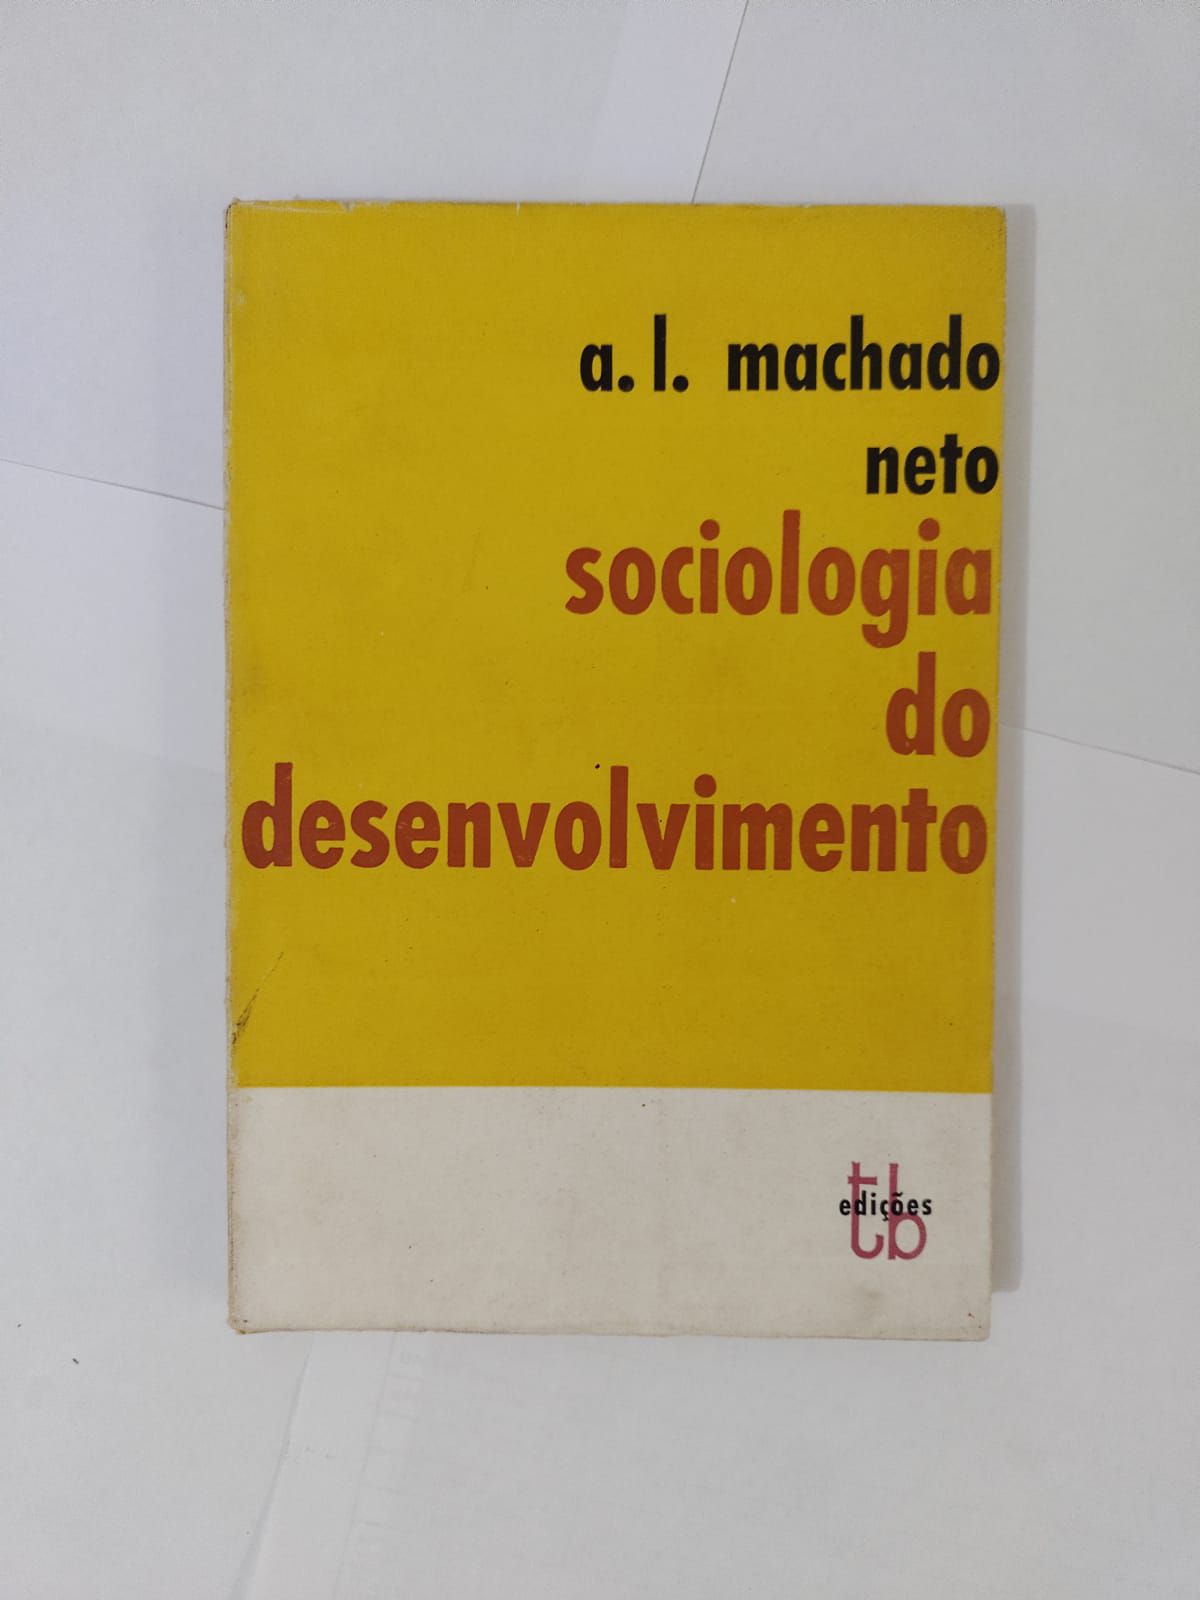 a. l. machado
neto
sociologia
do
desenvolvimento
edições
tb